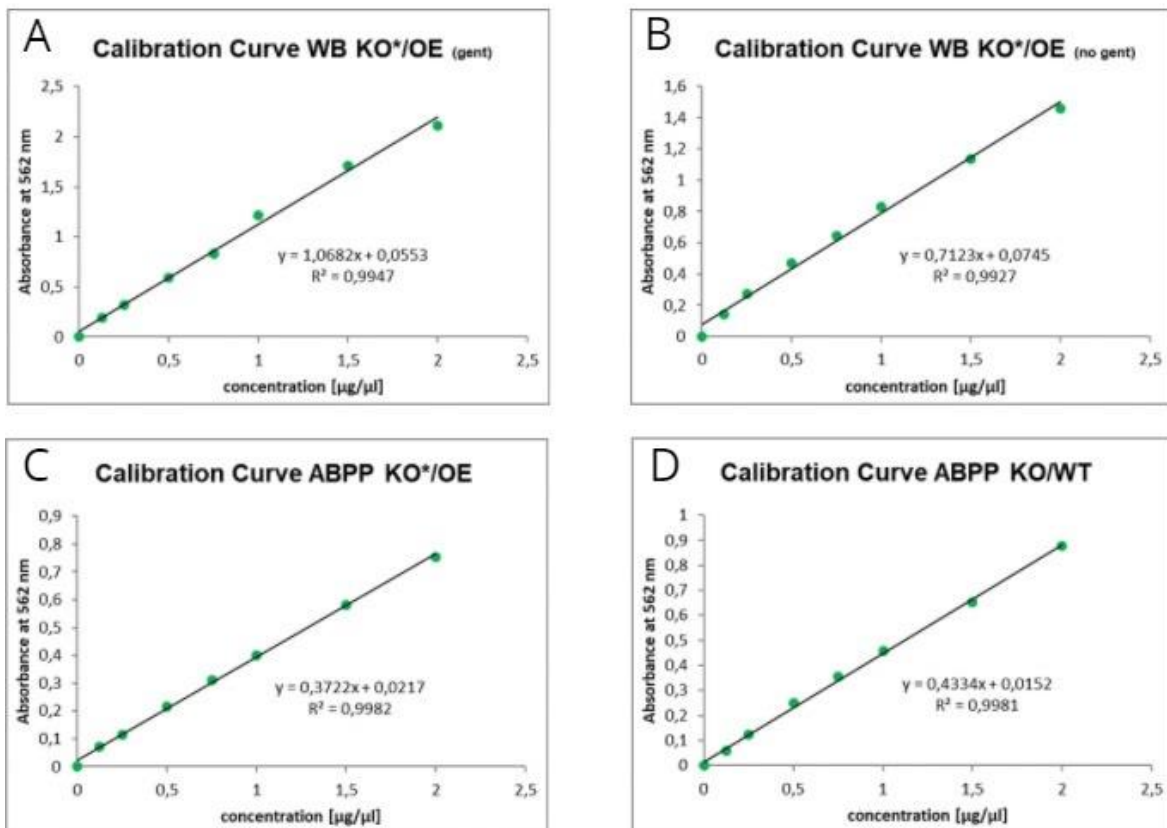 A
Calibration Curve WB KO*/OE (gent)
2,5
2
1,5
1
0,5
0
Absorbance at 562 nm
y = 1,0682x + 0,0553
R² = 0,9947
0 0,5 1 1,5 2 2,5
concentration [µg/µl]
B
Calibration Curve WB KO*/OE (no gent)
1,6
1,4
1,2
1
0,8
0,6
0,4
0,2
0
Absorbance at 562 nm
y = 0,7123x + 0,0745
R² = 0,9927
0 0,5 1 1,5 2 2,5
concentration [µg/µl]
C
Calibration Curve ABPP KO*/OE
0,9
0,8
0,7
0,6
0,5
0,4
0,3
0,2
0,1
0
Absorbance at 562 nm
y = 0,3722x + 0,0217
R² = 0,9982
0 0,5 1 1,5 2 2,5
concentration [µg/µl]
D
Calibration Curve ABPP KO/WT
1
0,9
0,8
0,7
0,6
0,5
0,4
0,3
0,2
0,1
0
Absorbance at 562 nm
y = 0,4334x + 0,0152
R² = 0,9981
0 0,5 1 1,5 2 2,5
concentration [µg/µl]